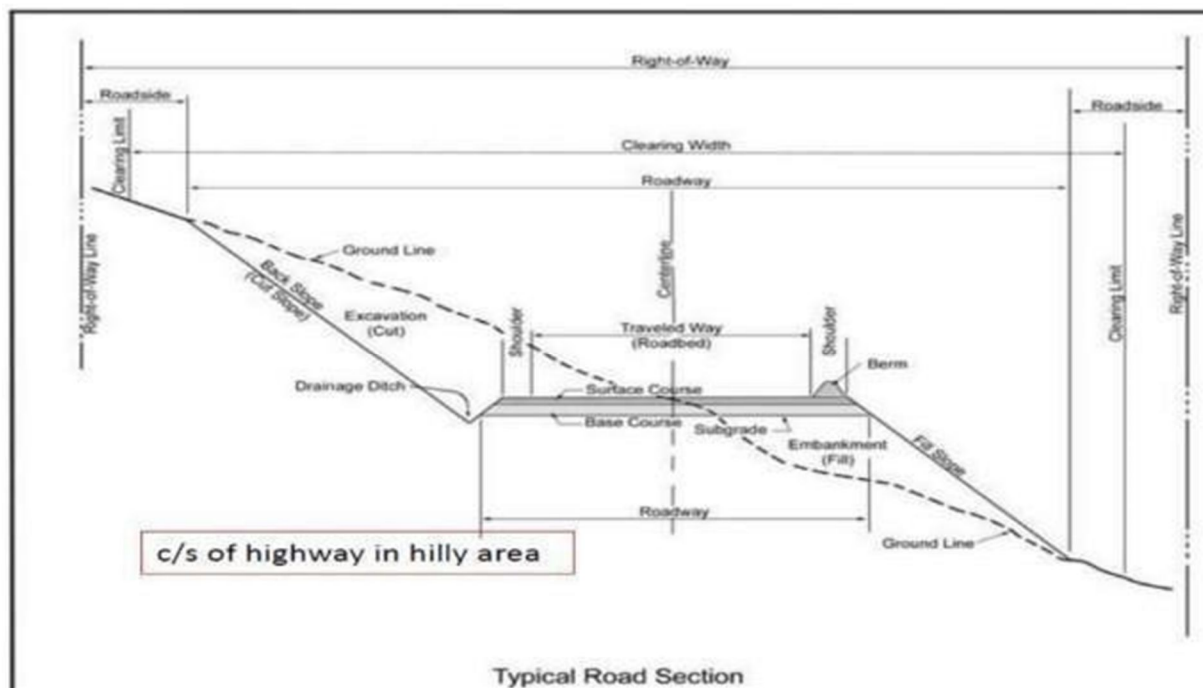 Right-of-Way
Roadside
Roadside
Clearing Limit
Clearing Width
Roadway
Right-of-Way Line
Right-of-Way Line
Ground Line
Back Slope
(Cut Slope)
Centerline
Clearing Limit
Excavation
(Cut)
Shoulder
Traveled Way
(Roadbed)
Shoulder
Berm
Drainage Ditch
Surface Course
Base Course
Subgrade
Embankment
(Fill)
Fill Slope
Roadway
Ground Line
c/s of highway in hilly area
Typical Road Section